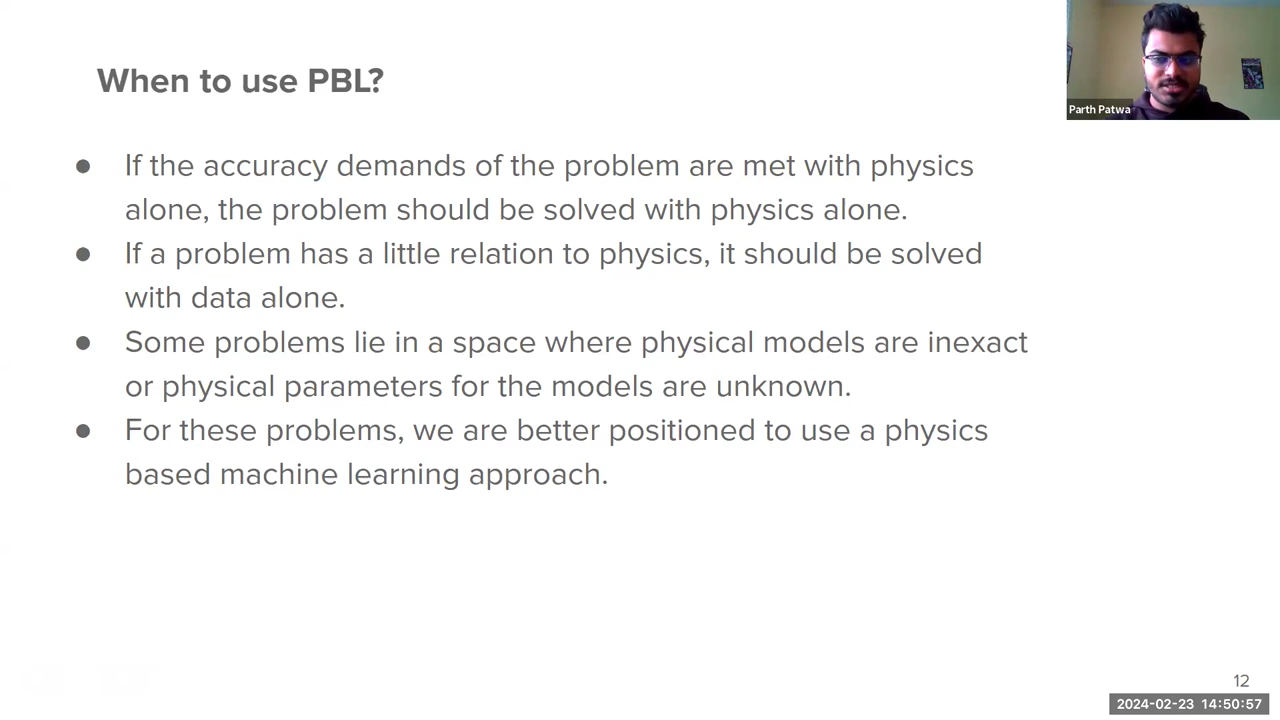 When to use PBL?
Parth Patwa
● If the accuracy demands of the problem are met with physics
alone, the problem should be solved with physics alone.
● If a problem has a little relation to physics, it should be solved
with data alone.
● Some problems lie in a space where physical models are inexact
or physical parameters for the models are unknown.
● For these problems, we are better positioned to use a physics
based machine learning approach.
12
2024-02-23 14:50:57